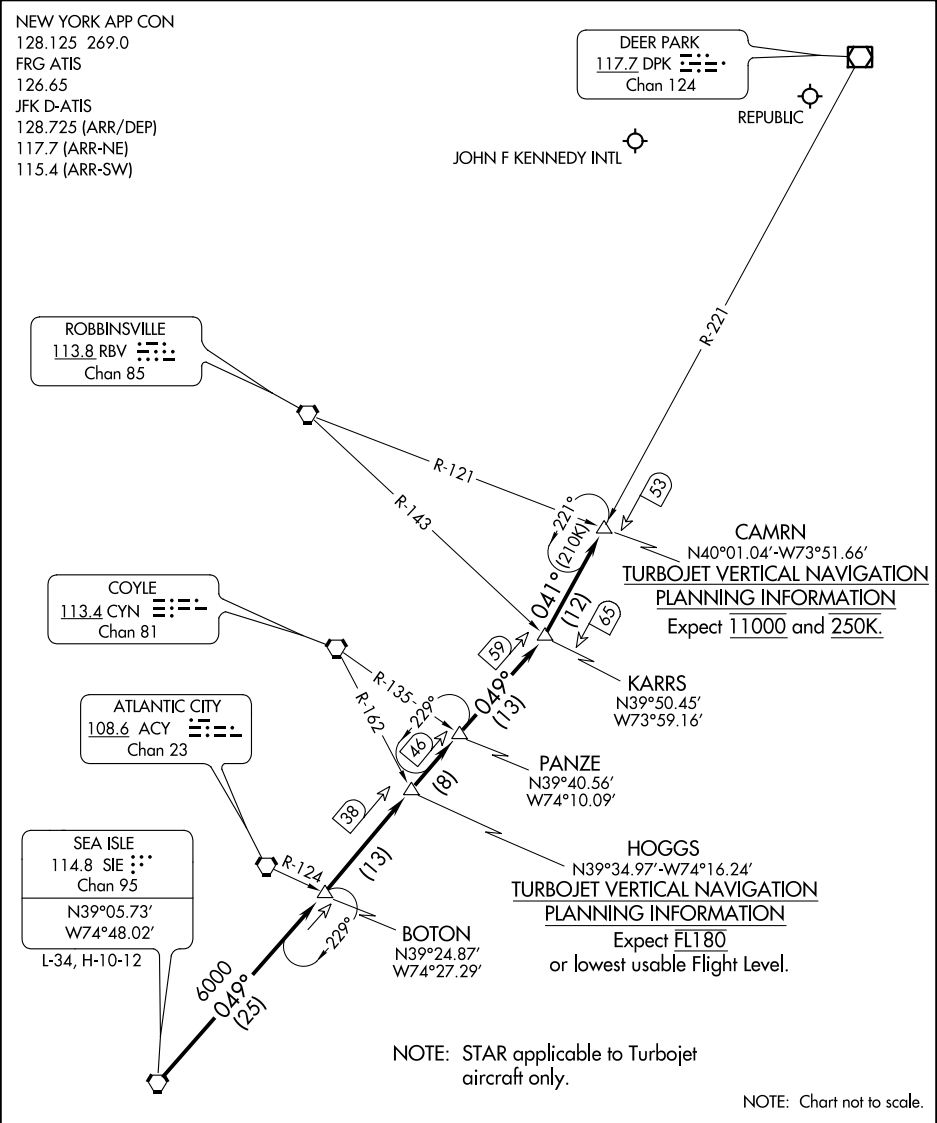 NEW YORK APP CON
128.125 269.0
FRG ATIS
126.65
JFK D-ATIS
128.725 (ARR/DEP)
117.7 (ARR-NE)
115.4 (ARR-SW)
DEER PARK
117.7 DPK
Chan 124
REPUBLIC
JOHN F KENNEDY INTL
R-221
ROBBINSVILLE
113.8 RBV
Chan 85
R-121
R-143
53
221°
(210K)
041°
(12)
CAMRN
N40°01.04'-W73°51.66'
TURBOJET VERTICAL NAVIGATION
PLANNING INFORMATION
Expect 11000 and 250K.
COYLE
113.4 CYN
Chan 81
R-135
R-162
59
65
049°
(13)
KARRS
N39°50.45'
W73°59.16'
229°
46
(8)
PANZE
N39°40.56'
W74°10.09'
ATLANTIC CITY
108.6 ACY
Chan 23
R-124
38
(13)
HOGGS
N39°34.97'-W74°16.24'
TURBOJET VERTICAL NAVIGATION
PLANNING INFORMATION
Expect FL180
or lowest usable Flight Level.
SEA ISLE
114.8 SIE
Chan 95
N39°05.73'
W74°48.02'
L-34, H-10-12
229°
BOTON
N39°24.87'
W74°27.29'
6000
049°
(25)
NOTE: STAR applicable to Turbojet
aircraft only.
NOTE: Chart not to scale.